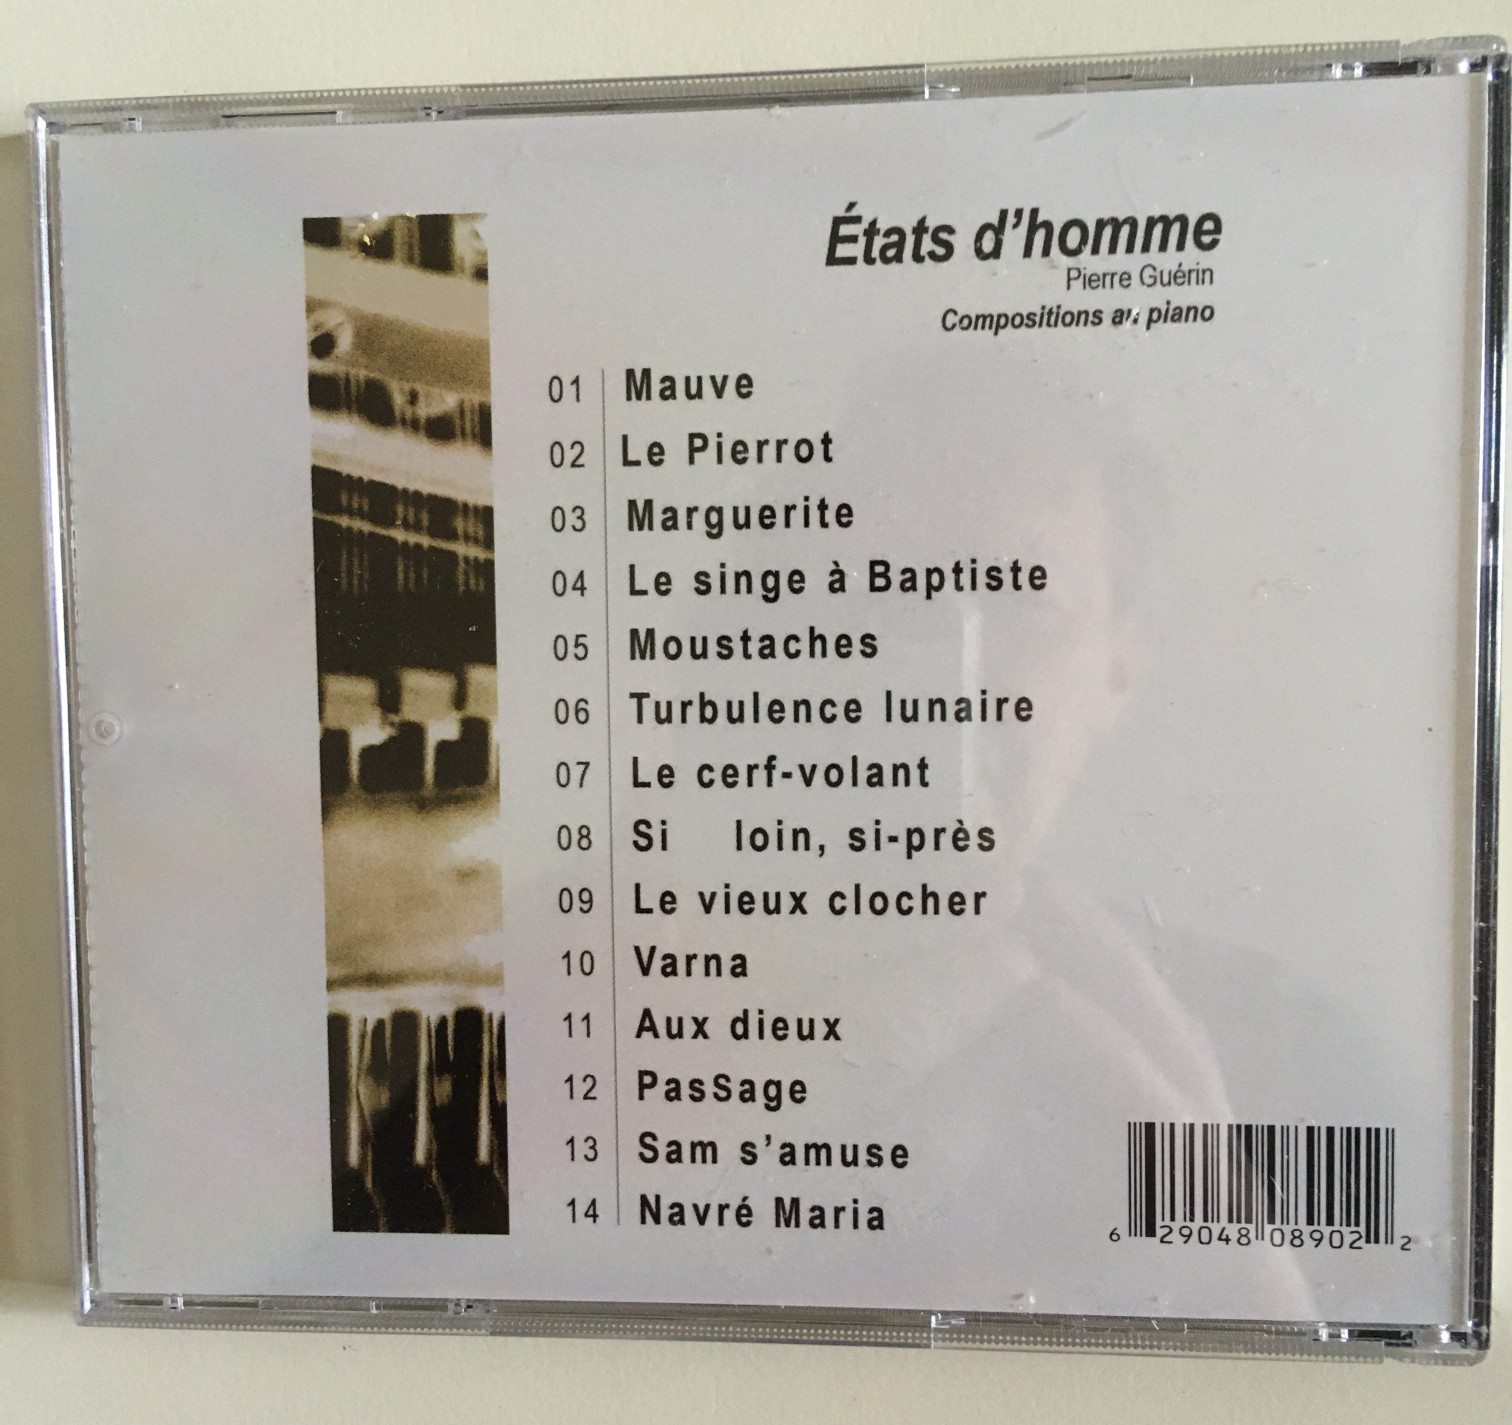 États d'homme
Pierre Guérin
Compositions au piano
01 Mauve
02 Le Pierrot
03 Marguerite
04 Le singe à Baptiste
05 Moustaches
06 Turbulence lunaire
07 Le cerf-volant
08 Si loin, si-près
09 Le vieux clocher
10 Varna
11 Aux dieux
12 PasSage
13 Sam s'amuse
14 Navré Maria
6 29048 08902 2